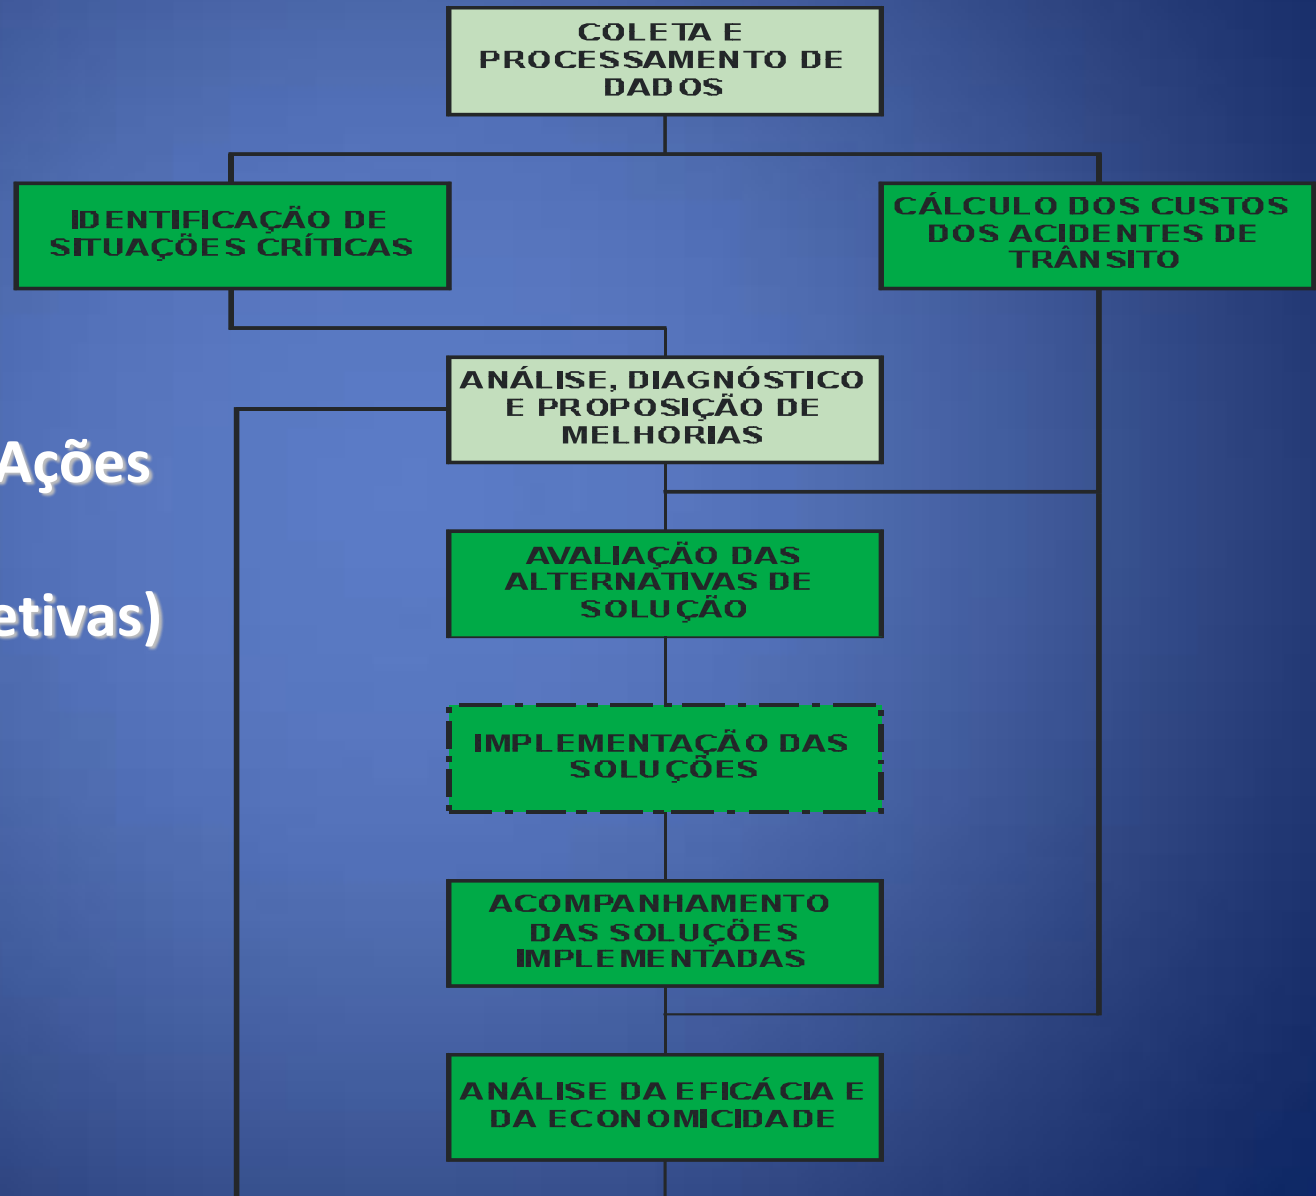 COLETA E
PROCESSAMENTO DE
DADOS
IDENTIFICAÇÃO DE
SITUAÇÕES CRÍTICAS
CÁLCULO DOS CUSTOS
DOS ACIDENTES DE
TRÂNSITO
ANÁLISE, DIAGNÓSTICO
E PROPOSIÇÃO DE
MELHORIAS
Ações
etivas)
AVALIAÇÃO DAS
ALTERNATIVAS DE
SOLUÇÃO
IMPLEMENTAÇÃO DAS
SOLUÇÕES
ACOMPANHAMENTO
DAS SOLUÇÕES
IMPLEMENTADAS
ANÁLISE DA EFICÁCIA E
DA ECONOMICIDADE